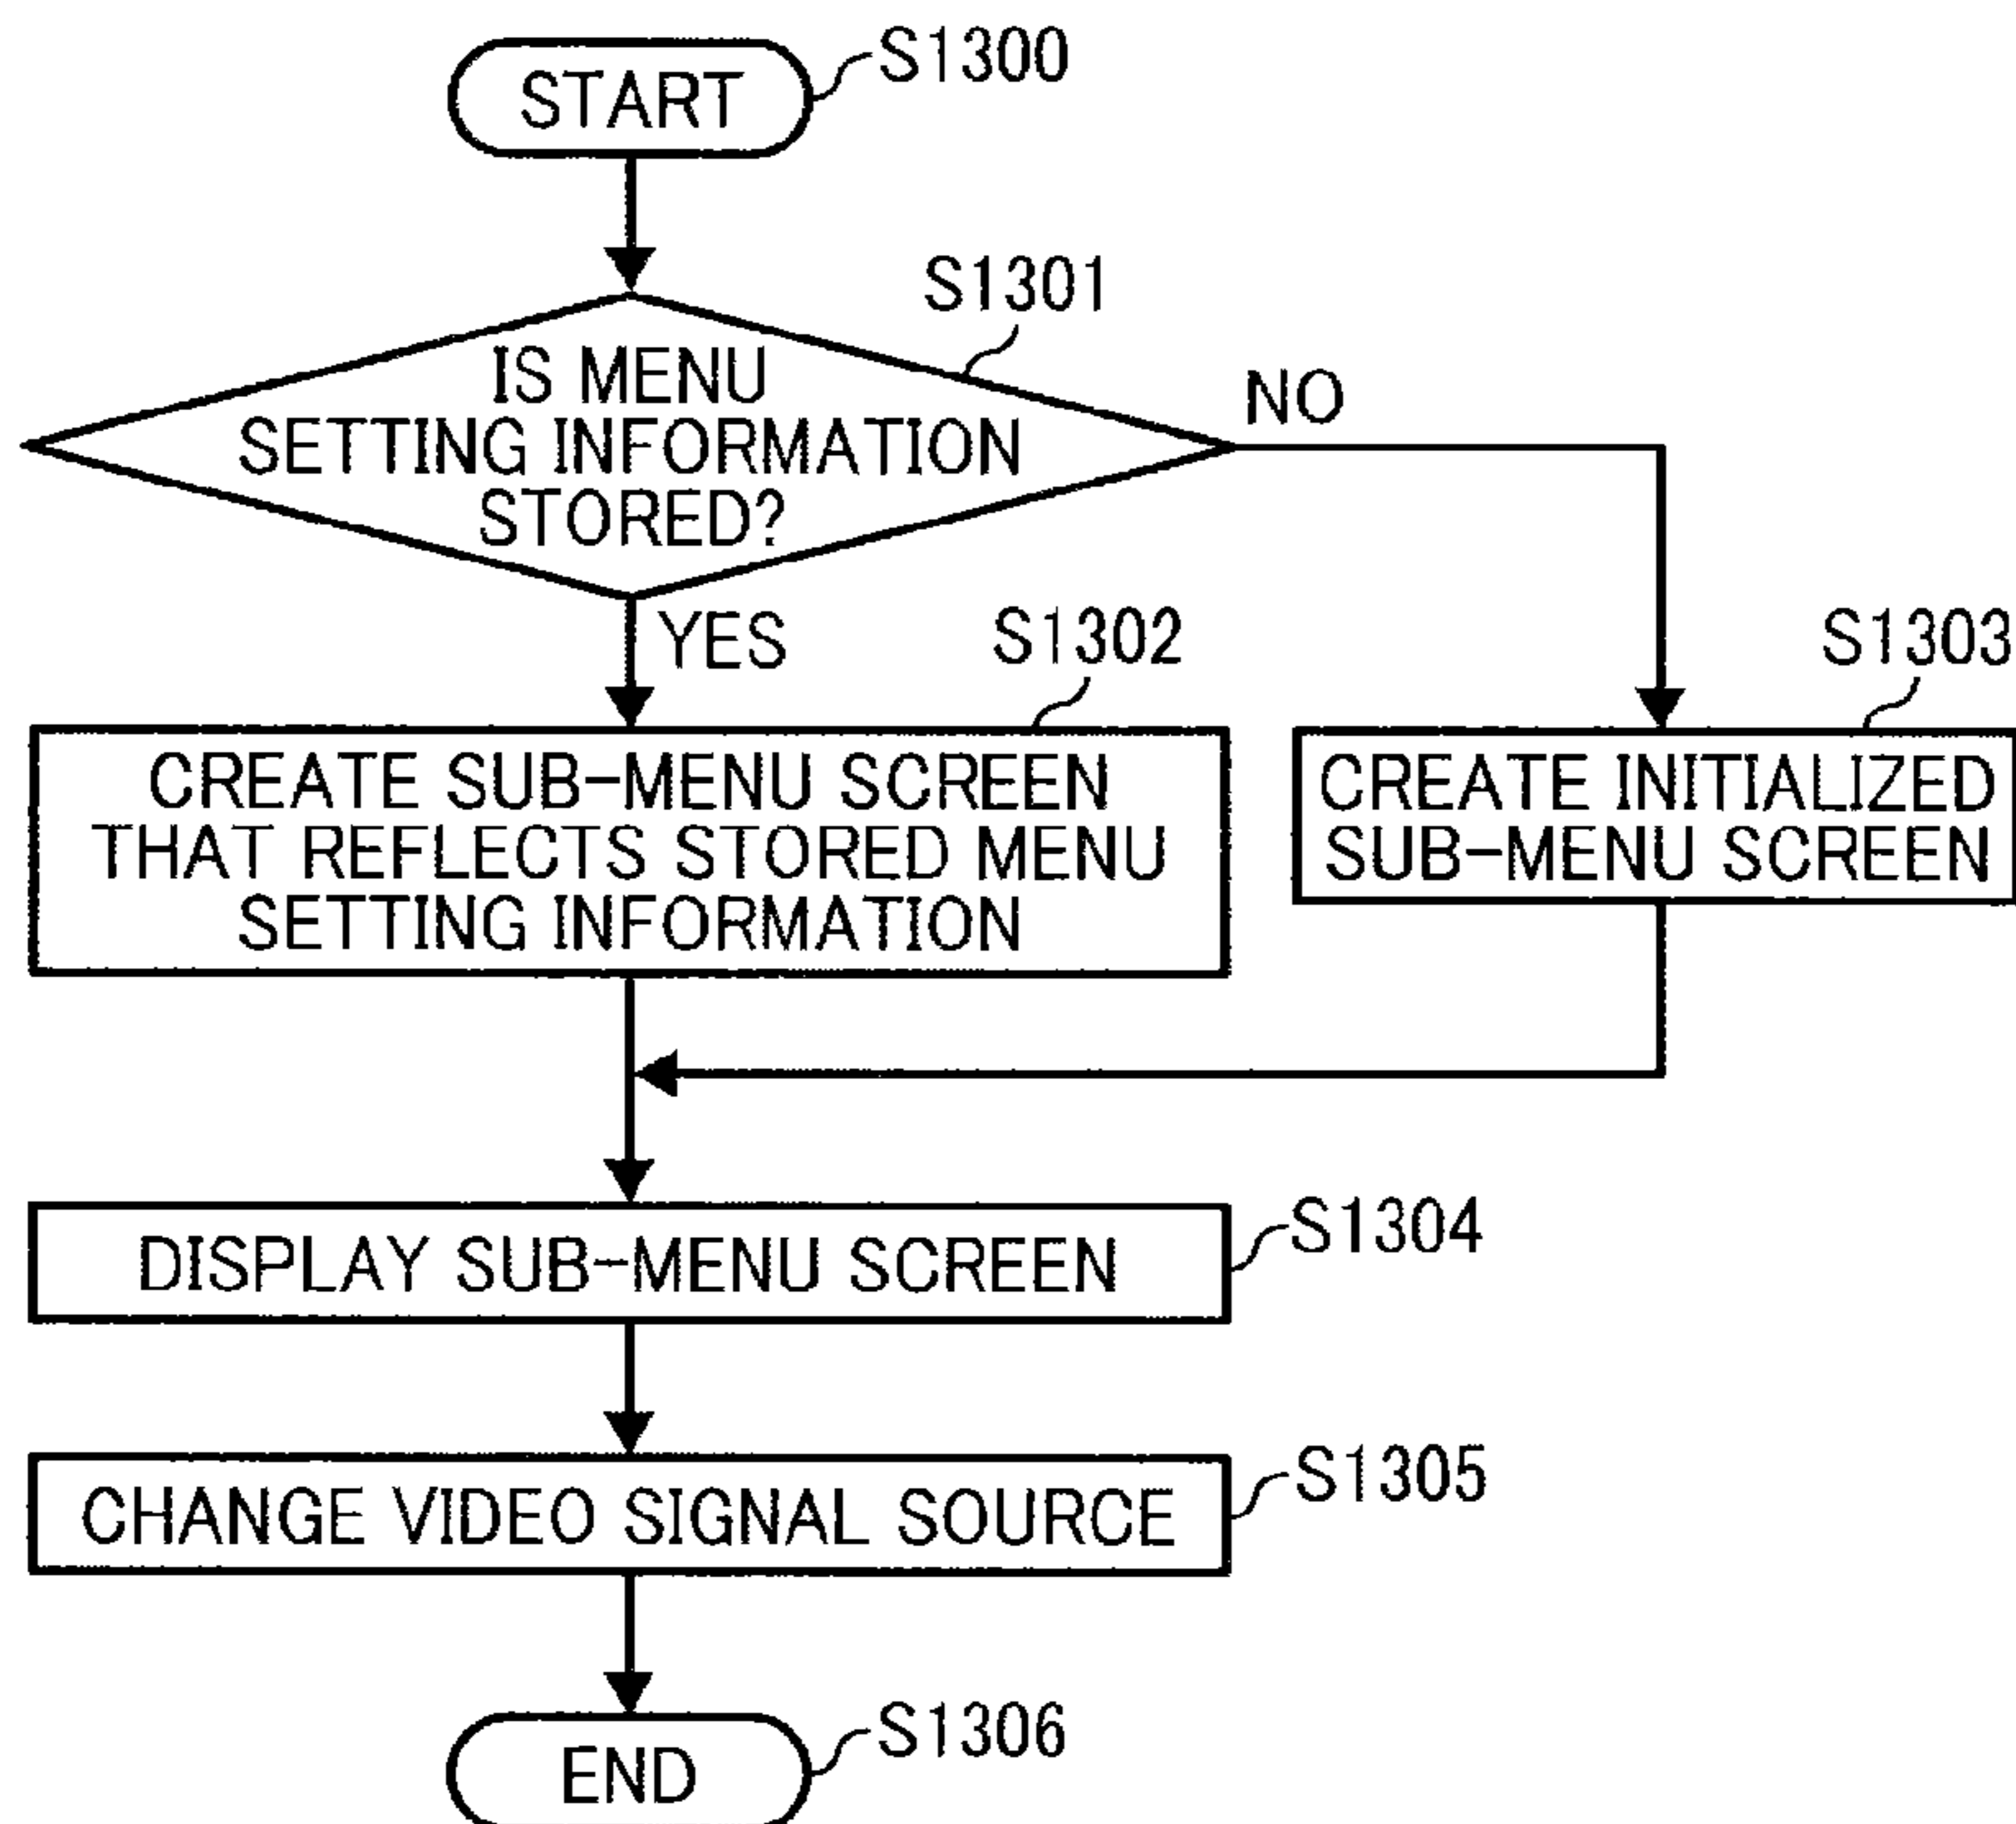 START
S1300
S1301
IS MENU
SETTING INFORMATION
STORED?
NO
YES
S1302
CREATE SUB-MENU SCREEN
THAT REFLECTS STORED MENU
SETTING INFORMATION
S1303
CREATE INITIALIZED
SUB-MENU SCREEN
DISPLAY SUB-MENU SCREEN
S1304
CHANGE VIDEO SIGNAL SOURCE
S1305
END
S1306